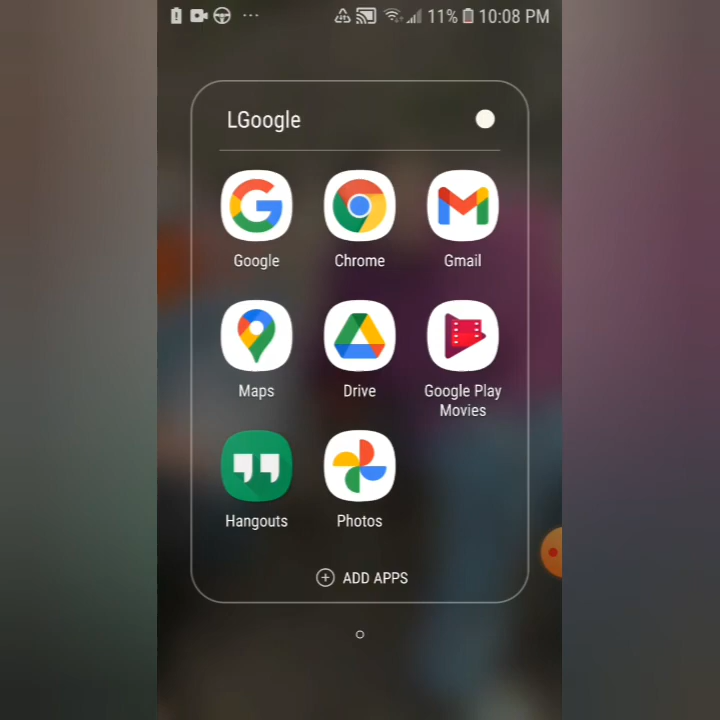 11% 10:08 PM
LGoogle
Google Chrome Gmail
Maps Drive Google Play
Movies
Hangouts Photos
ADD APPS